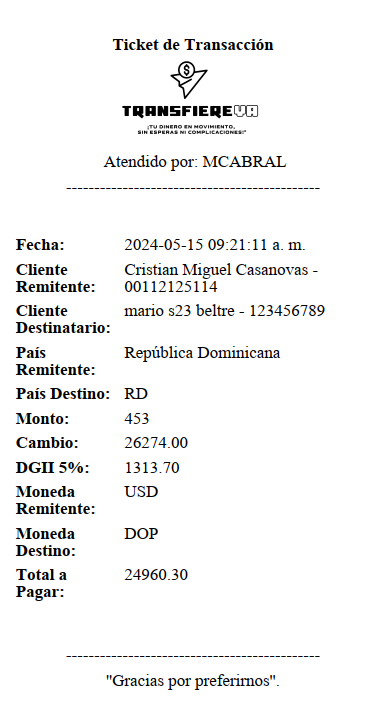 Ticket de Transacción
$
TRANSFIEREYA
¡TU DINERO EN MOVIMIENTO,
SIN ESPERAS NI COMPLICACIONES!"
Atendido por: MCABRAL
----------------------------------------------
Fecha: 2024-05-15 09:21:11 a. m.
Cliente Remitente: Cristian Miguel Casanovas - 00112125114
Cliente Destinatario: mario s23 beltre - 123456789
País Remitente: República Dominicana
País Destino: RD
Monto: 453
Cambio: 26274.00
DGII 5%: 1313.70
Moneda Remitente: USD
Moneda Destino: DOP
Total a Pagar: 24960.30
----------------------------------------------
"Gracias por preferirnos".